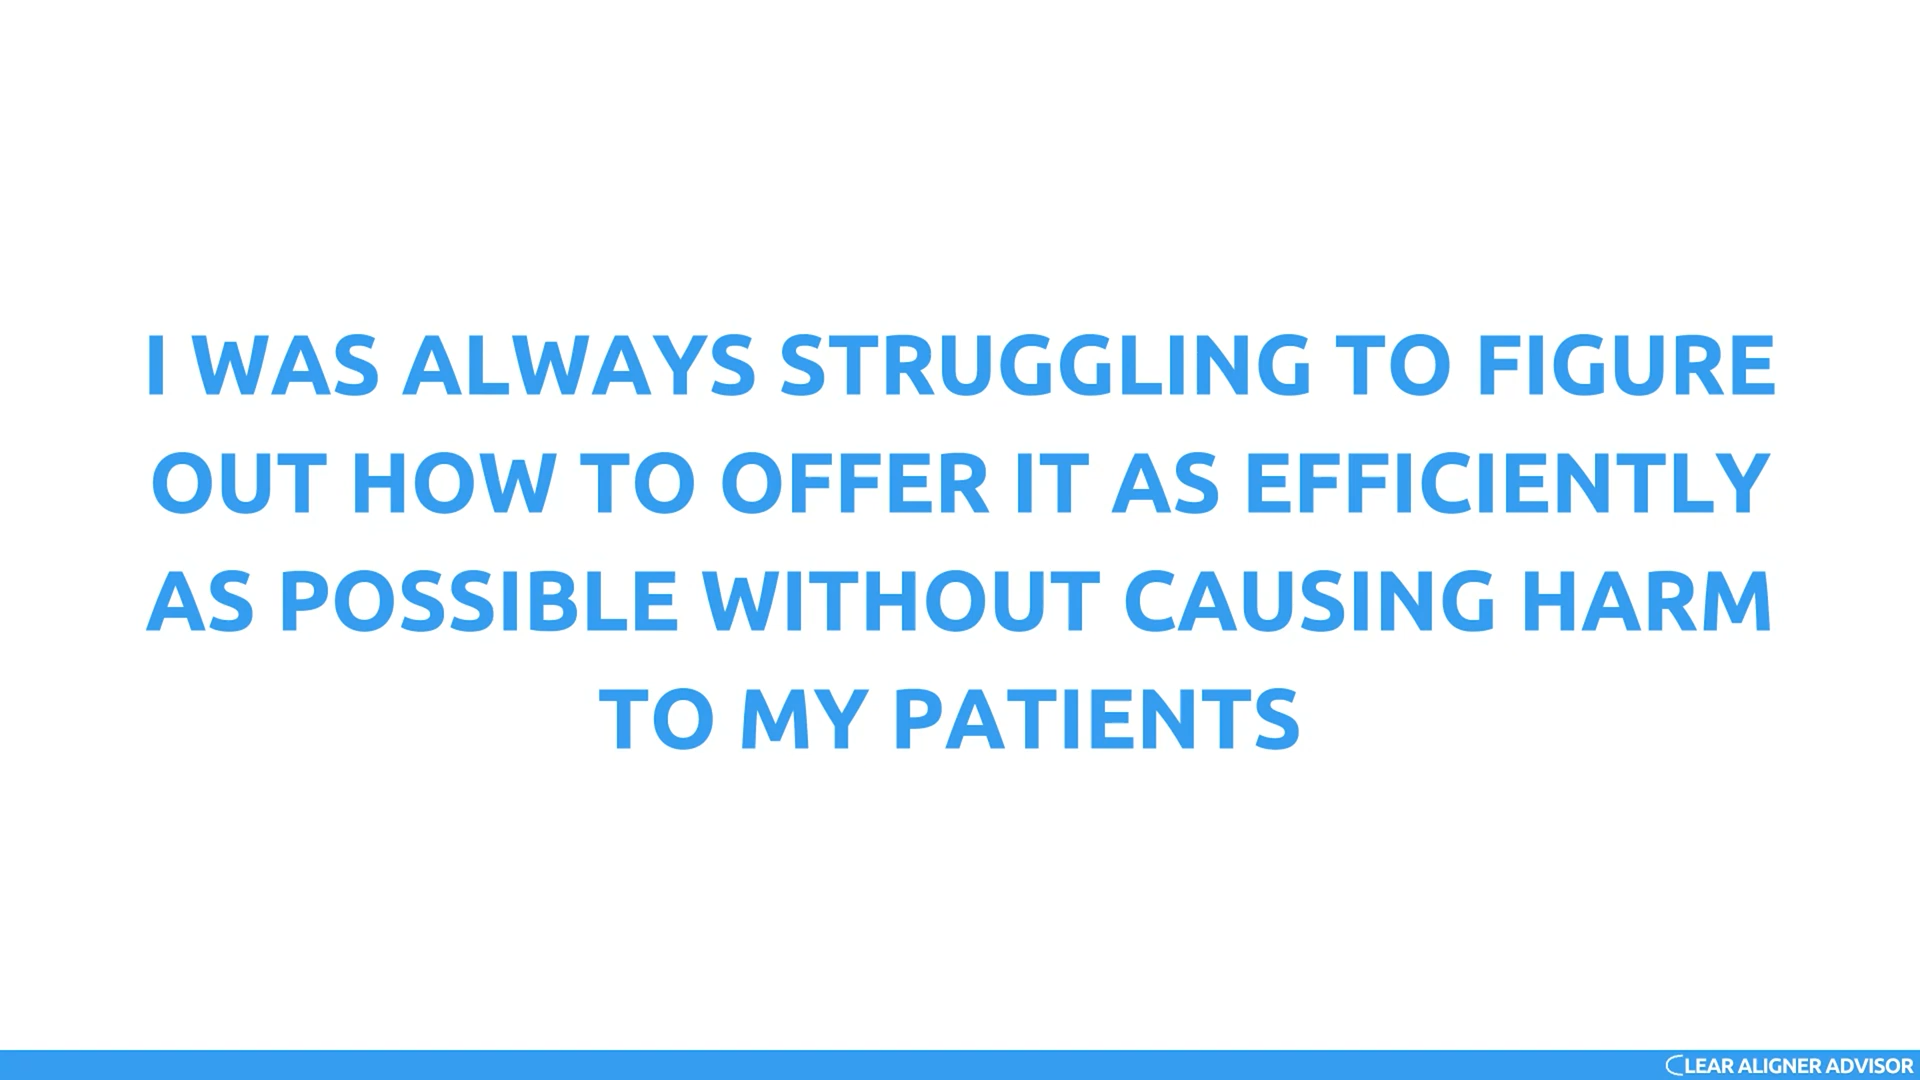 I WAS ALWAYS STRUGGLING TO FIGURE
OUT HOW TO OFFER IT AS EFFICIENTLY
AS POSSIBLE WITHOUT CAUSING HARM
TO MY PATIENTS
CLEAR ALIGNER ADVISOR